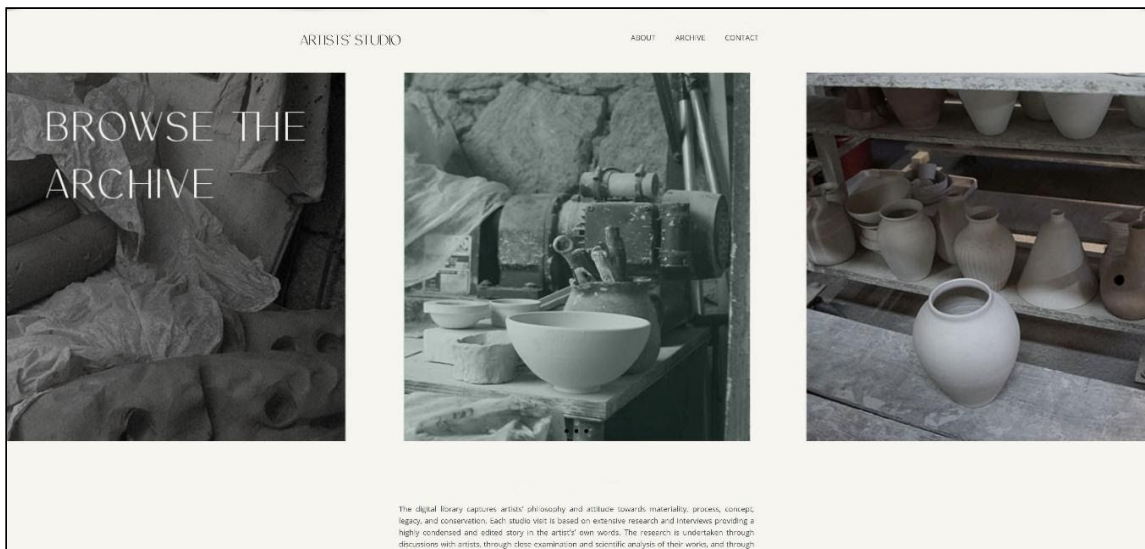 ARTISTS' STUDIO
ABOUT ARCHIVE CONTACT
BROWSE THE
ARCHIVE
The digital library captures artists' philosophy and attitude towards materiality, process, concept,
legacy, and conservation. Each studio visit is based on extensive research and interviews providing a
highly condensed and edited story in the artist's own words. The research is undertaken through
discussions with artists, through close examination and scientific analysis of their works, and through